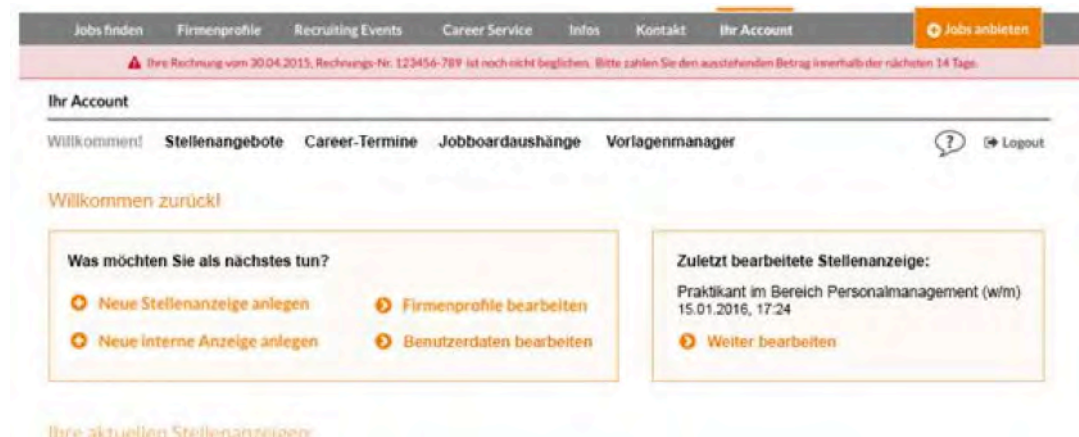 Jobs finden Firmenprofile Recruiting Events Career Service Infos Kontakt Ihr Account Jobs anbieten
Ihre Rechnung vom 30.04.2015, Rechnungs-Nr. 123456-789 ist noch nicht beglichen. Bitte zahlen Sie den ausstehenden Betrag innerhalb der nächsten 14 Tage.
Ihr Account
Willkommen! Stellenangebote Career-Termine Jobboardaushänge Vorlagenmanager ? Logout
Willkommen zurück!
Was möchten Sie als nächstes tun?
Neue Stellenanzeige anlegen Firmenprofile bearbeiten
Neue interne Anzeige anlegen Benutzerdaten bearbeiten
Zuletzt bearbeitete Stellenanzeige:
Praktikant im Bereich Personalmanagement (w/m)
15.01.2016, 17:24
Weiter bearbeiten
Ihre aktuellen Stellenanzeigen: